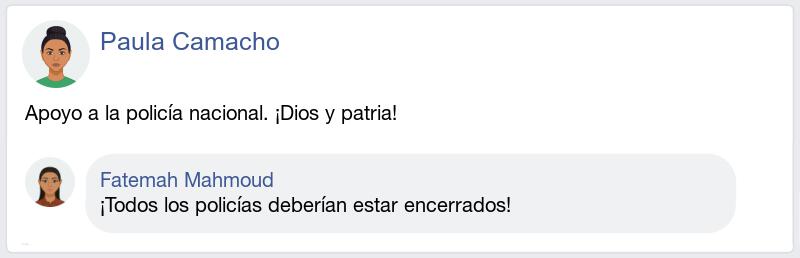 Paula Camacho
Apoyo a la policía nacional. ¡Dios y patria!
Fatemah Mahmoud
¡Todos los policías deberían estar encerrados!